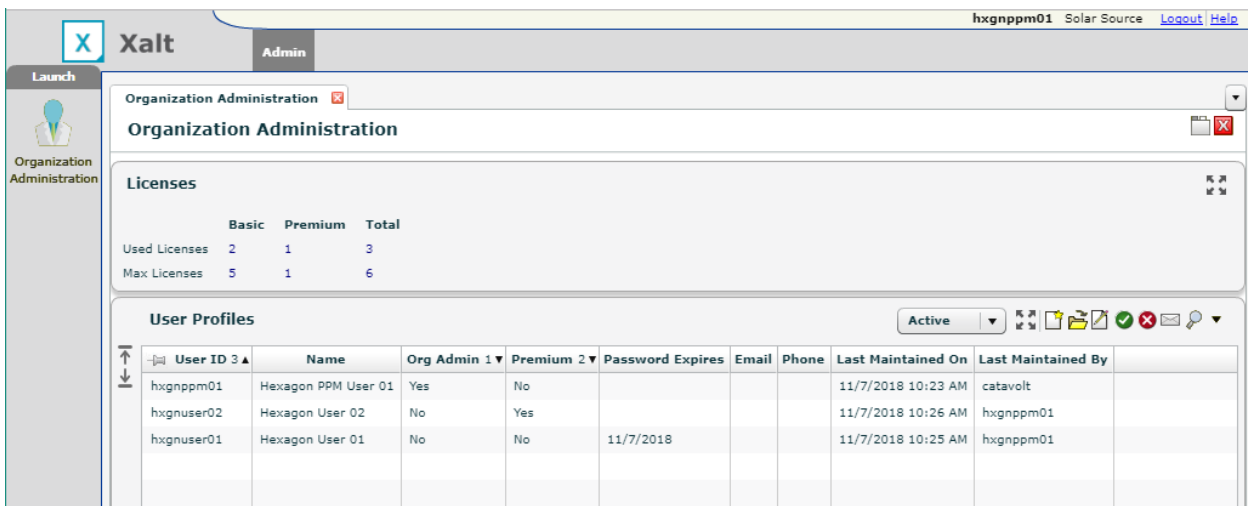 hxgnppm01 Solar Source Logout Help
X Xalt Admin
Launch
Organization Administration
Organization Administration
Organization
Administration
Licenses
Basic Premium Total
Used Licenses 2 1 3
Max Licenses 5 1 6
User Profiles Active
User ID 3 Name Org Admin 1 Premium 2 Password Expires Email Phone Last Maintained On Last Maintained By
hxgnppm01 Hexagon PPM User 01 Yes No 11/7/2018 10:23 AM catavolt
hxgnuser02 Hexagon User 02 No Yes 11/7/2018 10:26 AM hxgnppm01
hxgnuser01 Hexagon User 01 No No 11/7/2018 11/7/2018 10:25 AM hxgnppm01